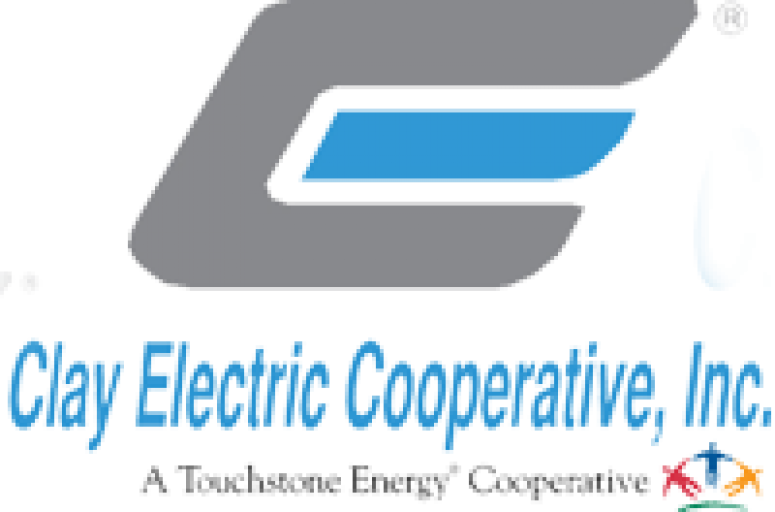 ®
Clay Electric Cooperative, Inc.
A Touchstone Energy® Cooperative